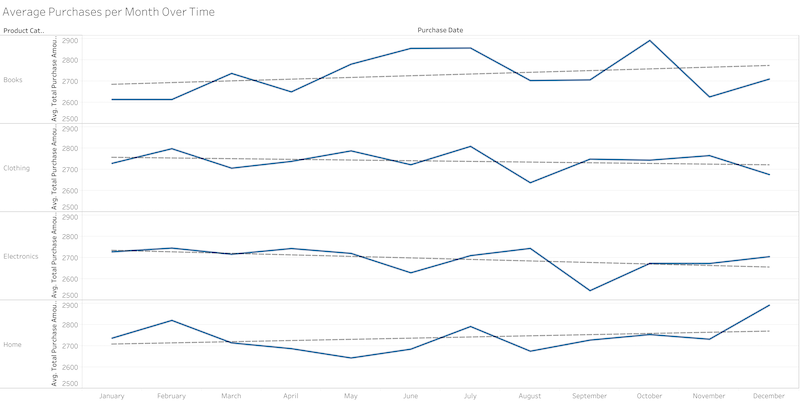 Average Purchases per Month Over Time
Product Cat..
Purchase Date
Books
Avg. Total Purchase Amou..
2900
2800
2700
2600
2500
Clothing
Avg. Total Purchase Amou..
2900
2800
2700
2600
2500
Electronics
Avg. Total Purchase Amou..
2900
2800
2700
2600
2500
Home
Avg. Total Purchase Amou..
2900
2800
2700
2600
2500
January February March April May June July August September October November December